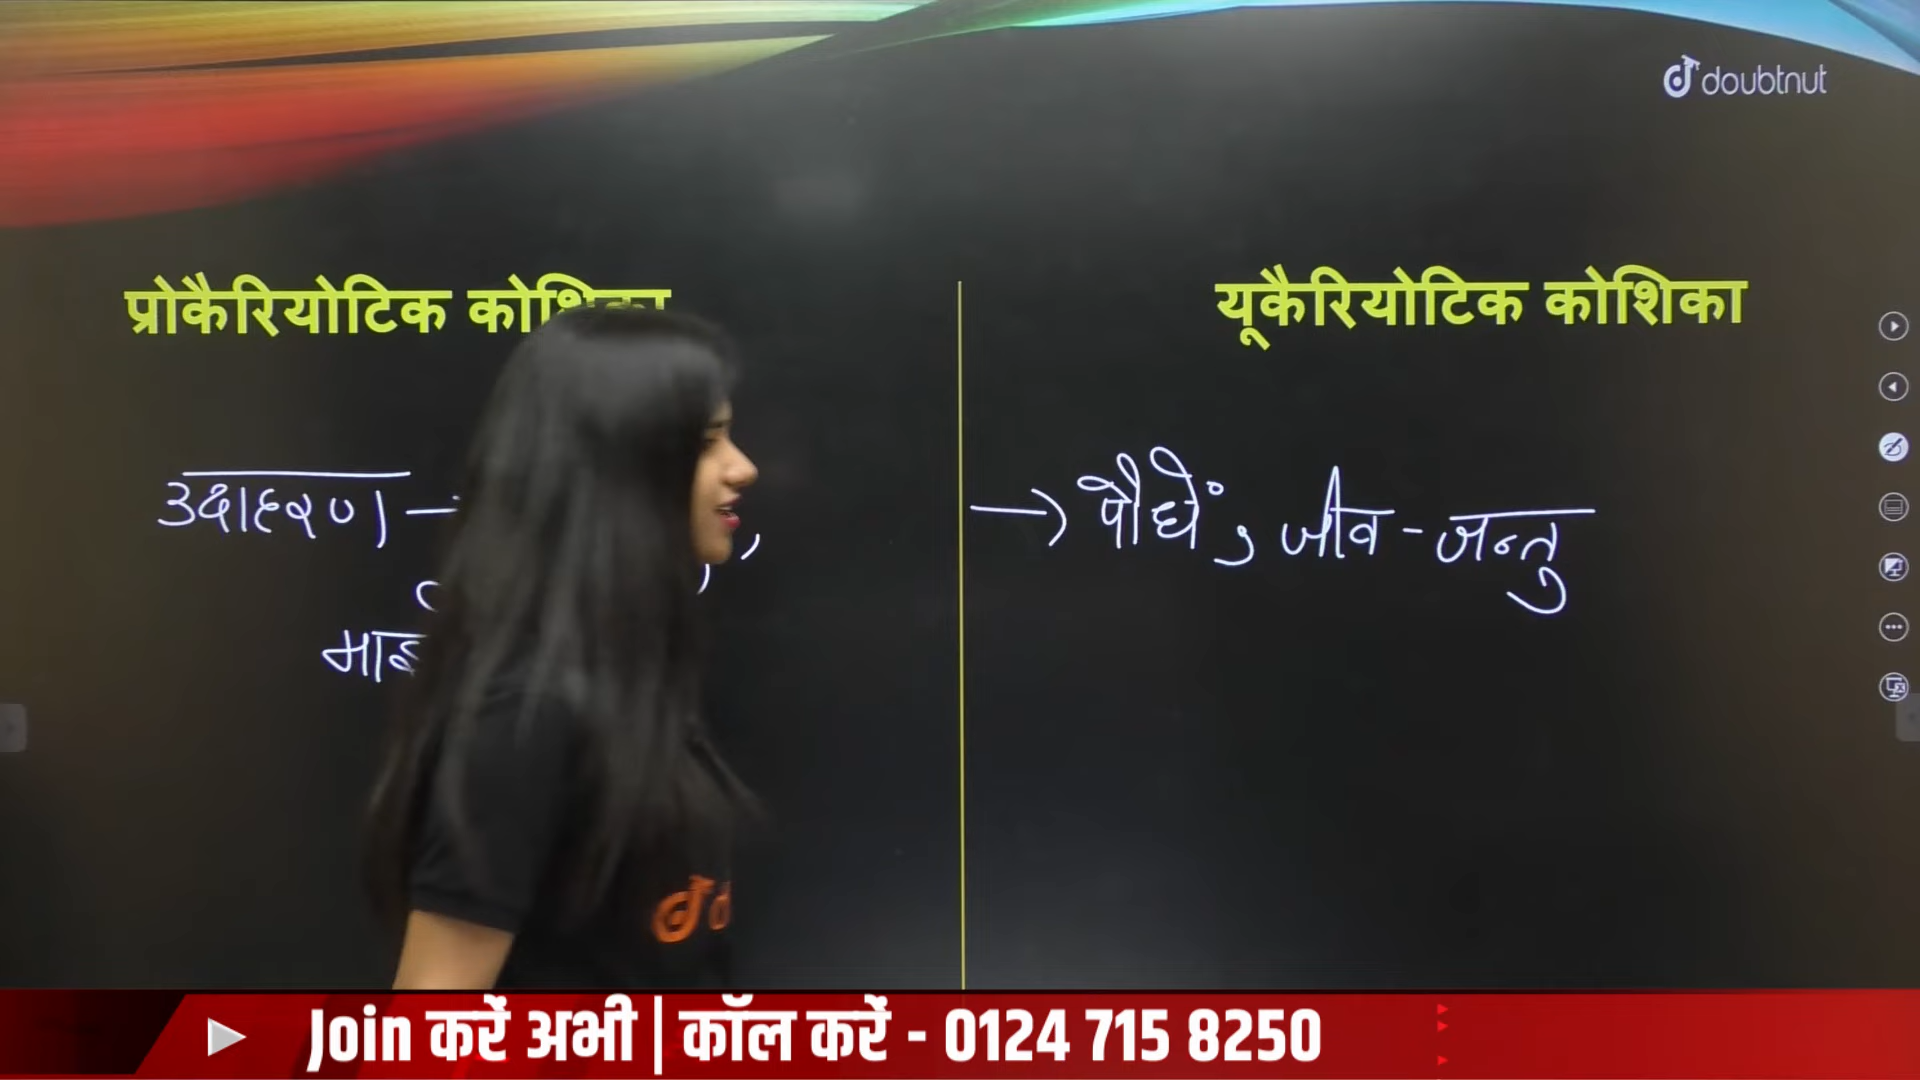 doubtnut
प्रोकैरियोटिक कोशिका
यूकैरियोटिक कोशिका
उदाहरण →
→ पौधें, जीव - जन्तु
Join करें अभी | कॉल करें - 0124 715 8250